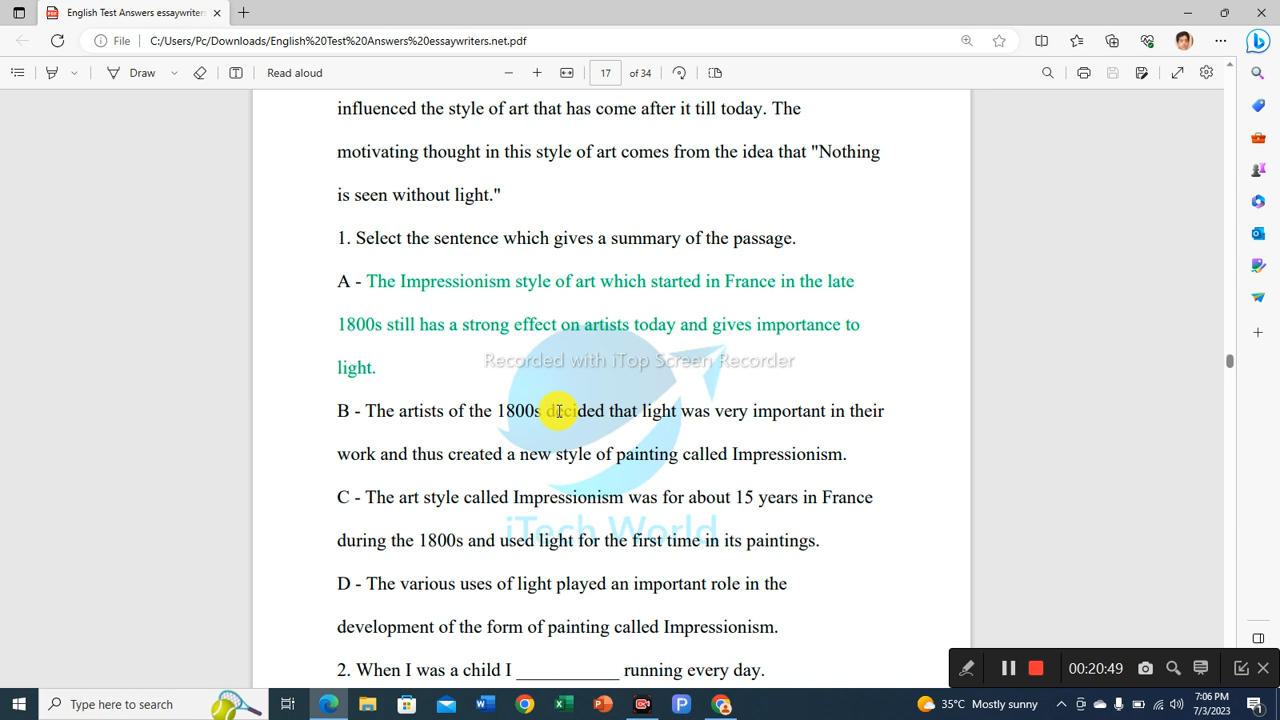 English Test Answers essaywriters
File
C:/Users/Pc/Downloads/English%20Test%20Answers%20essaywriters.net.pdf
Draw
Read aloud
17
of 34
influenced the style of art that has come after it till today. The
motivating thought in this style of art comes from the idea that "Nothing
is seen without light."
1. Select the sentence which gives a summary of the passage.
A - The Impressionism style of art which started in France in the late
1800s still has a strong effect on artists today and gives importance to
light.
Recorded with iTop Screen Recorder
B - The artists of the 1800s decided that light was very important in their
work and thus created a new style of painting called Impressionism.
C - The art style called Impressionism was for about 15 years in France
iTech World
during the 1800s and used light for the first time in its paintings.
D - The various uses of light played an important role in the
development of the form of painting called Impressionism.
2. When I was a child I ___________ running every day.
00:20:49
Type here to search
35°C Mostly sunny
7:06 PM
7/3/2023